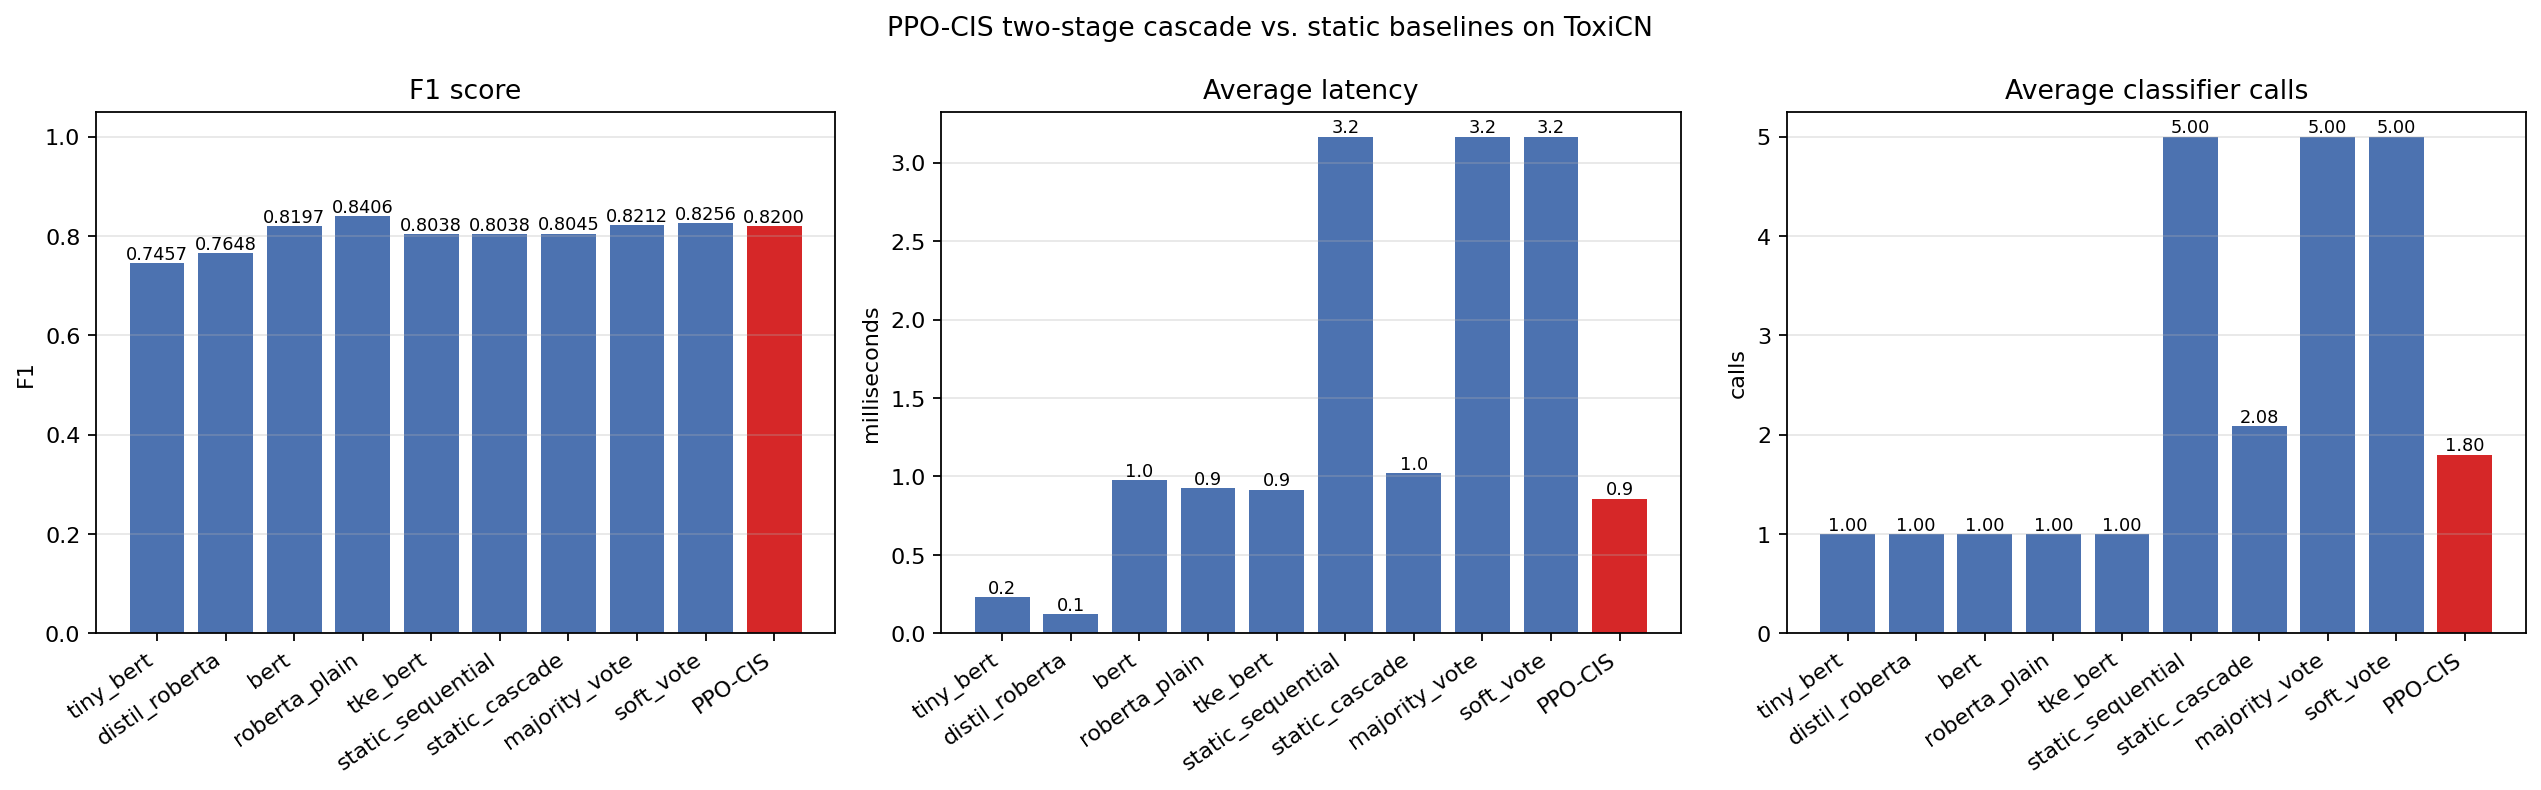 PPO-CIS two-stage cascade vs. static baselines on ToxiCN
F1 score
F1
1.0
0.8
0.6
0.4
0.2
0.0
0.7457
0.7648
0.8197
0.8406
0.8038
0.8038
0.8045
0.8212
0.8256
0.8200
tiny_bert
distil_roberta
bert
roberta_plain
tke_bert
static_sequential
static_cascade
majority_vote
soft_vote
PPO-CIS
Average latency
milliseconds
3.0
2.5
2.0
1.5
1.0
0.5
0.0
0.2
0.1
1.0
0.9
0.9
3.2
1.0
3.2
3.2
0.9
tiny_bert
distil_roberta
bert
roberta_plain
tke_bert
static_sequential
static_cascade
majority_vote
soft_vote
PPO-CIS
Average classifier calls
calls
5
4
3
2
1
0
1.00
1.00
1.00
1.00
1.00
5.00
2.08
5.00
5.00
1.80
tiny_bert
distil_roberta
bert
roberta_plain
tke_bert
static_sequential
static_cascade
majority_vote
soft_vote
PPO-CIS